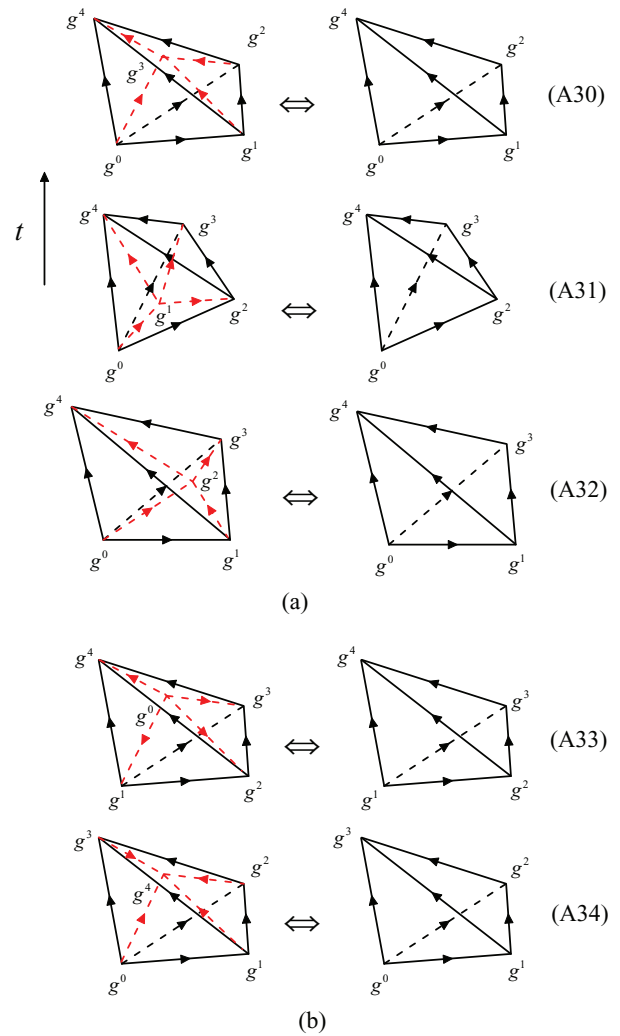 g⁴ g² g³ g⁰ g¹ ⇔ g⁴ g² g⁰ g¹ (A30)
t
g⁴ g³ g¹ g² g⁰ ⇔ g⁴ g³ g² g⁰ (A31)
g⁴ g³ g² g⁰ g¹ ⇔ g⁴ g³ g⁰ g¹ (A32)
(a)
g⁴ g³ g⁰ g¹ g² ⇔ g⁴ g³ g¹ g² (A33)
g³ g² g⁴ g⁰ g¹ ⇔ g³ g² g⁰ g¹ (A34)
(b)